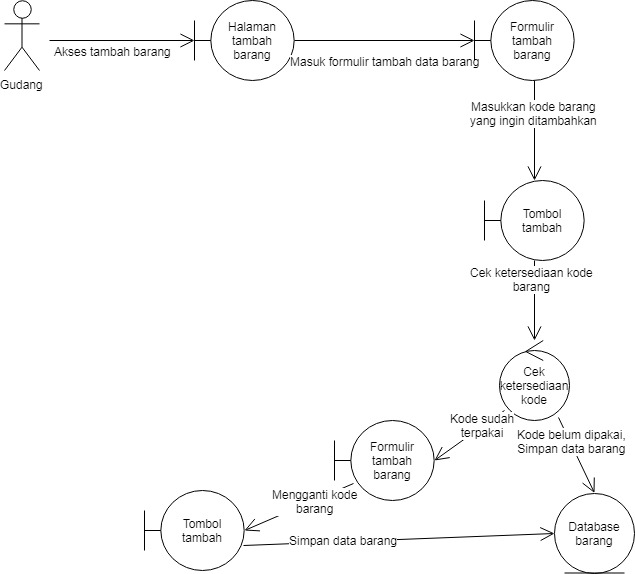 Gudang
Akses tambah barang
Halaman
tambah
barang
Masuk formulir tambah data barang
Formulir
tambah
barang
Masukkan kode barang
yang ingin ditambahkan
Tombol
tambah
Cek ketersediaan kode
barang
Cek
ketersediaan
kode
Kode sudah
terpakai
Kode belum dipakai,
Simpan data barang
Formulir
tambah
barang
Mengganti kode
barang
Tombol
tambah
Simpan data barang
Database
barang